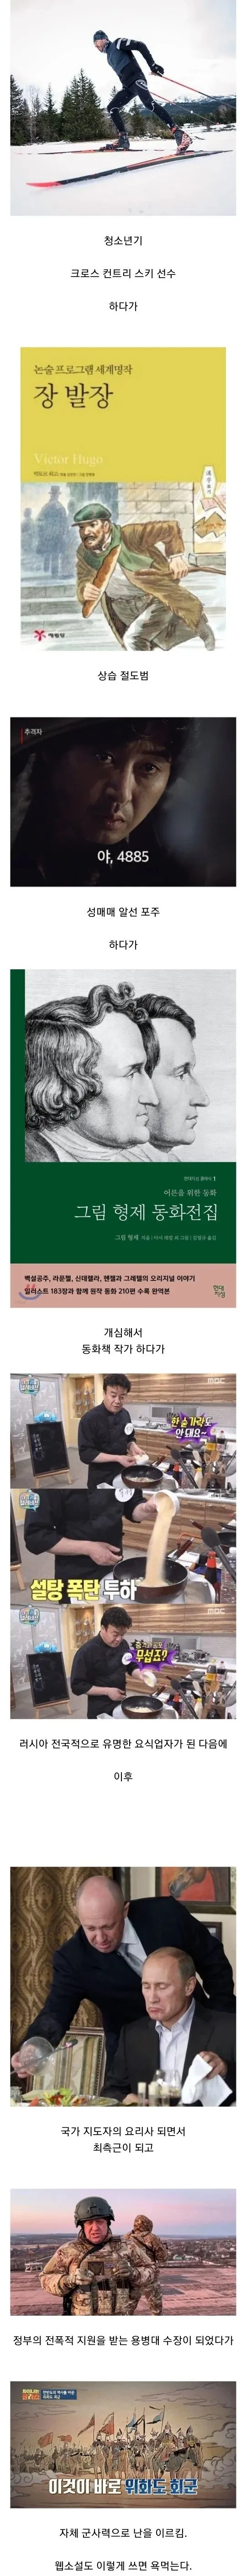 청소년기
크로스 컨트리 스키 선수
하다가
논술 프로그램 세계명작
장 발장
Victor Hugo
상습 절도범
추격자
야, 4885
성매매 알선 포주
하다가
현대지성 클래식 1
어른을 위한 동화
그림 형제 동화전집
백설공주, 라푼젤, 신데렐라, 헨젤과 그레텔의 오리지널 이야기
일러스트 183장과 함께 원작 동화 210편 수록 완역본
현대
지성
개심해서
동화책 작가 하다가
MBC
한 숟가락도
안 돼요~
MBC
설탕 폭탄 투하
MBC
무섭죠?
러시아 전국적으로 유명한 요식업자가 된 다음에
이후
국가 지도자의 요리사 되면서
최측근이 되고
정부의 전폭적 지원을 받는 용병대 수장이 되었다가
이것이 바로 위화도 회군
자체 군사력으로 난을 이르킴.
웹소설도 이렇게 쓰면 욕먹는다.